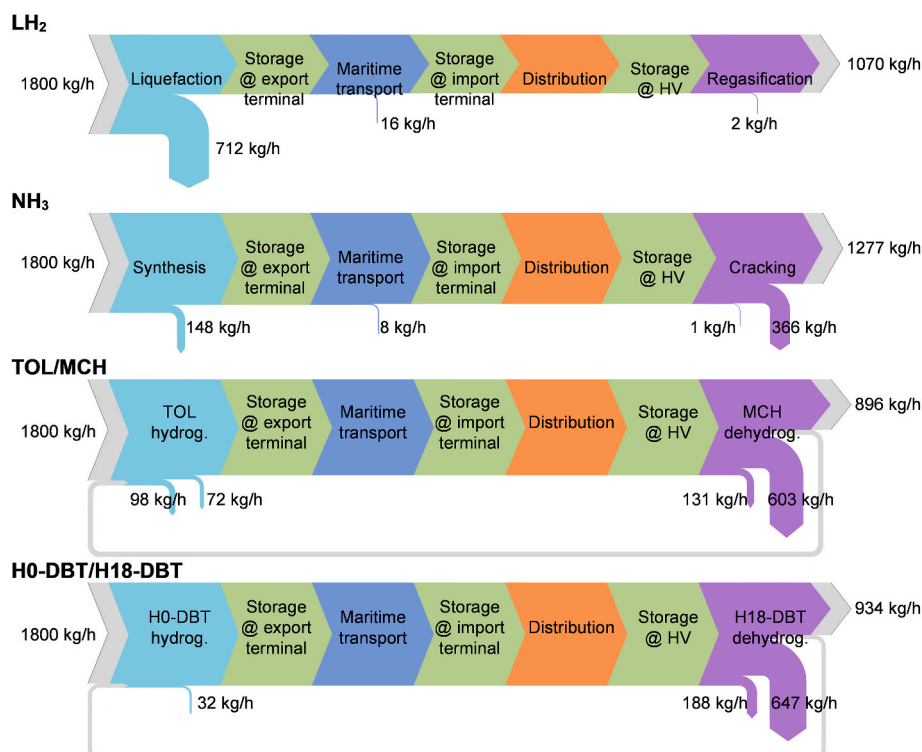 LH₂
1800 kg/h
Liquefaction
Storage
@ export
terminal
Maritime
transport
Storage
@ import
terminal
Distribution
Storage
@ HV
Regasification
1070 kg/h
712 kg/h
16 kg/h
2 kg/h
NH₃
1800 kg/h
Synthesis
Storage
@ export
terminal
Maritime
transport
Storage
@ import
terminal
Distribution
Storage
@ HV
Cracking
1277 kg/h
148 kg/h
8 kg/h
1 kg/h
366 kg/h
TOL/MCH
1800 kg/h
TOL
hydrog.
Storage
@ export
terminal
Maritime
transport
Storage
@ import
terminal
Distribution
Storage
@ HV
MCH
dehydrog.
896 kg/h
98 kg/h
72 kg/h
131 kg/h
603 kg/h
H0-DBT/H18-DBT
1800 kg/h
H0-DBT
hydrog.
Storage
@ export
terminal
Maritime
transport
Storage
@ import
terminal
Distribution
Storage
@ HV
H18-DBT
dehydrog.
934 kg/h
32 kg/h
188 kg/h
647 kg/h